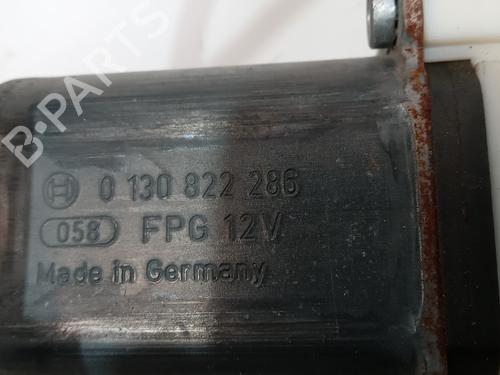 B-PARTS
0 130 822 286
058 FPG 12V
Made in Germany